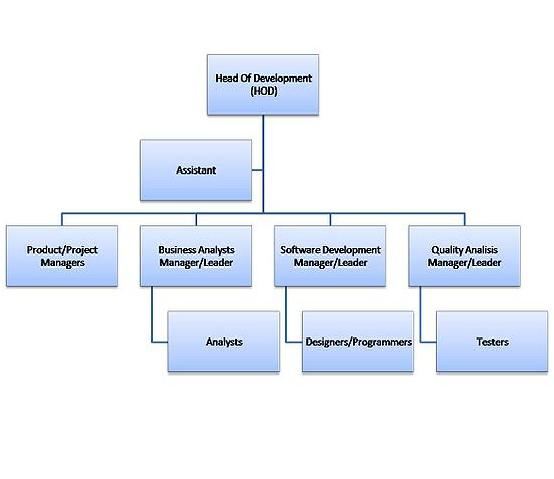 Head Of Development
(HOD)
Assistant
Product/Project
Managers
Business Analysts
Manager/Leader
Software Development
Manager/Leader
Quality Analisis
Manager/Leader
Analysts
Designers/Programmers
Testers